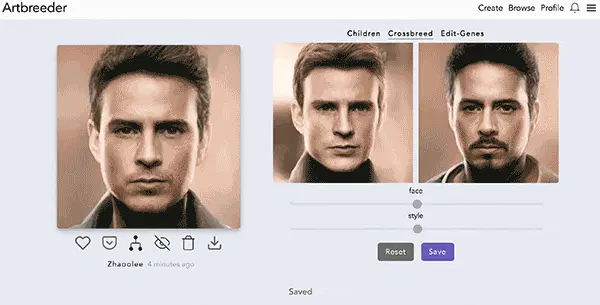 Artbreeder
Create Browse Profile
Children Crossbreed Edit-Genes
face
style
Reset Save
Zhaoolee 4 minutes ago
Saved